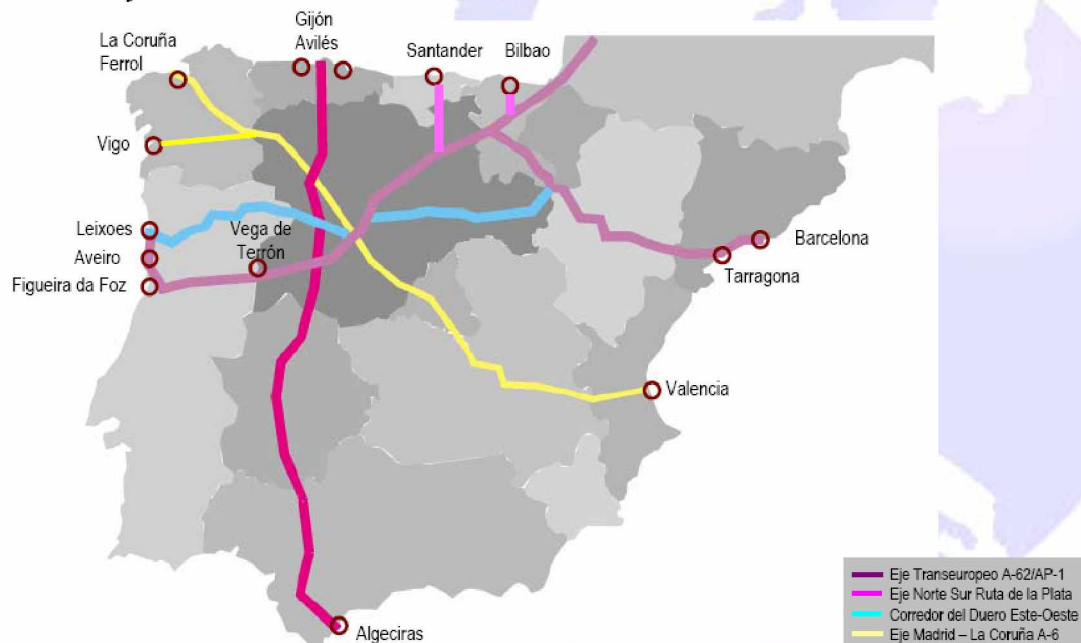 Gijón
Avilés
La Coruña
Ferrol
Santander
Bilbao
Vigo
Leixoes
Vega de
Terrón
Aveiro
Figueira da Foz
Barcelona
Tarragona
Valencia
Algeciras
Eje Transeuropeo A-62/AP-1
Eje Norte Sur Ruta de la Plata
Corredor del Duero Este-Oeste
Eje Madrid – La Coruña A-6